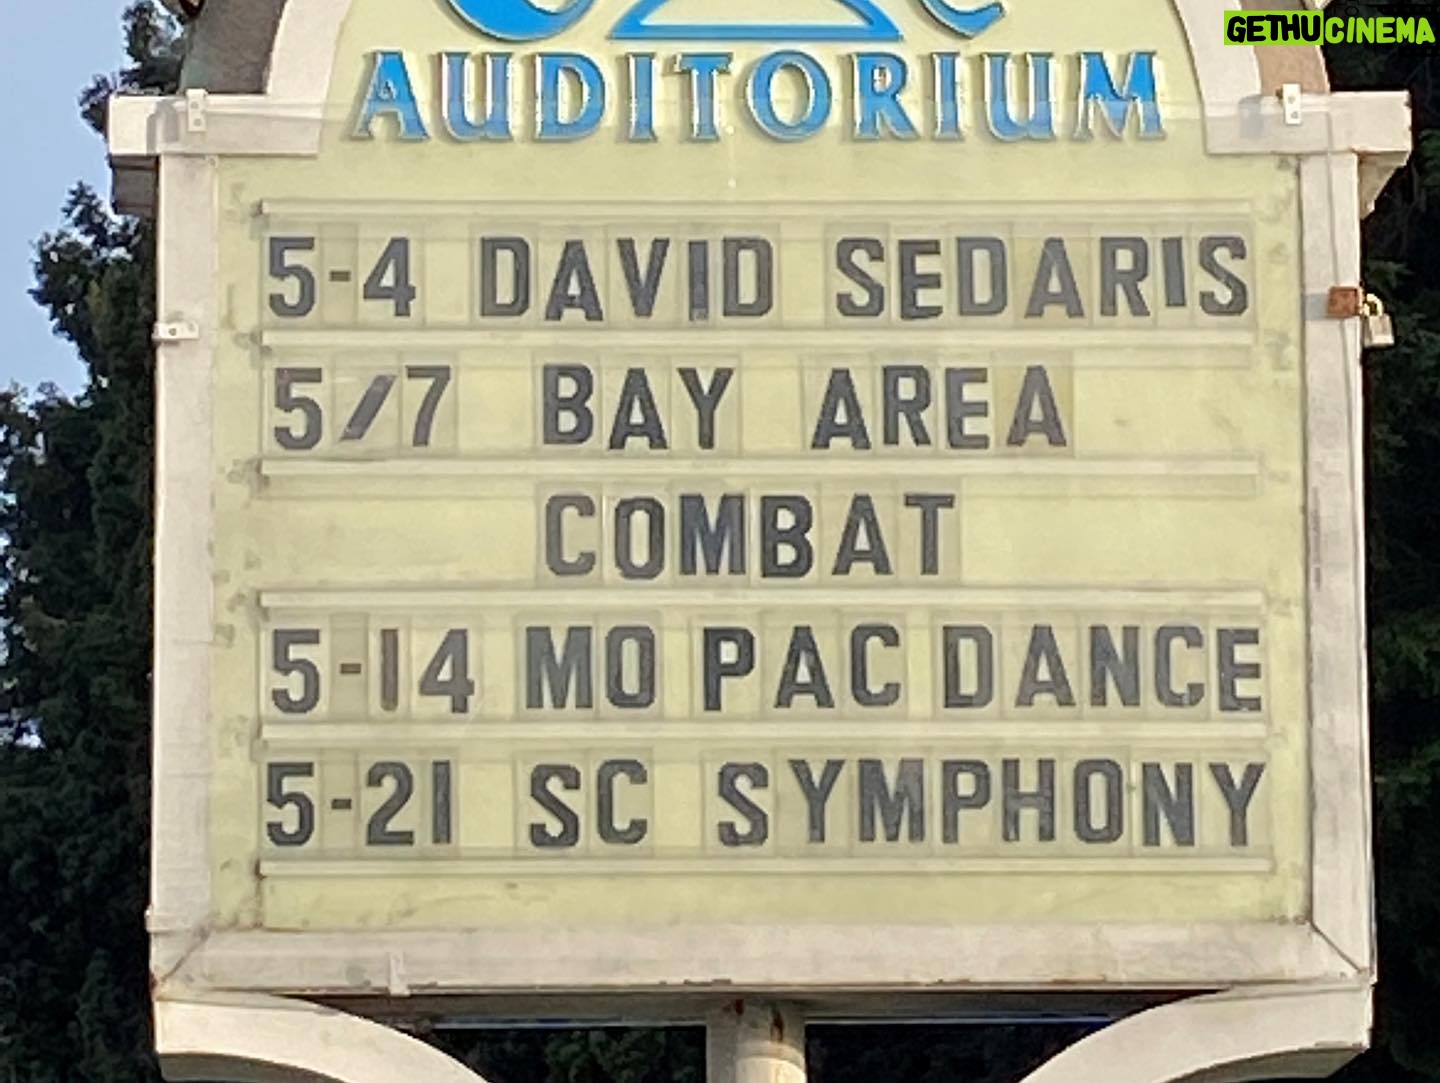 GETHUCINEMA
AUDITORIUM
5-4 DAVID SEDARIS
5/7 BAY AREA
COMBAT
5-14 MO PAC DANCE
5-21 SC SYMPHONY